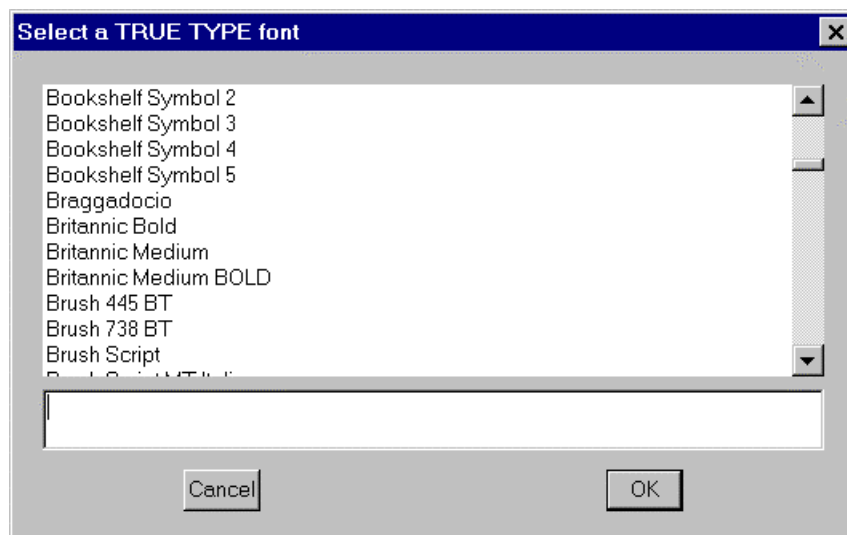 Select a TRUE TYPE font
Bookshelf Symbol 2
Bookshelf Symbol 3
Bookshelf Symbol 4
Bookshelf Symbol 5
Braggadocio
Britannic Bold
Britannic Medium
Britannic Medium BOLD
Brush 445 BT
Brush 738 BT
Brush Script
Cancel OK